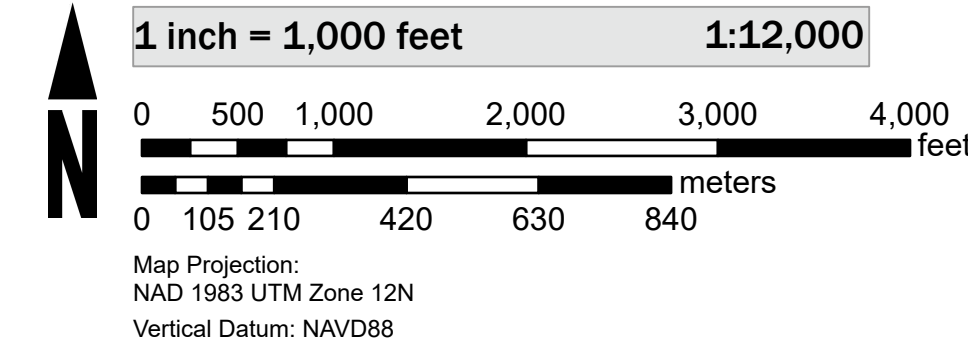 1 inch = 1,000 feet 1:12,000
0 500 1,000 2,000 3,000 4,000
feet
meters
0 105 210 420 630 840
N
Map Projection:
NAD 1983 UTM Zone 12N
Vertical Datum: NAVD88